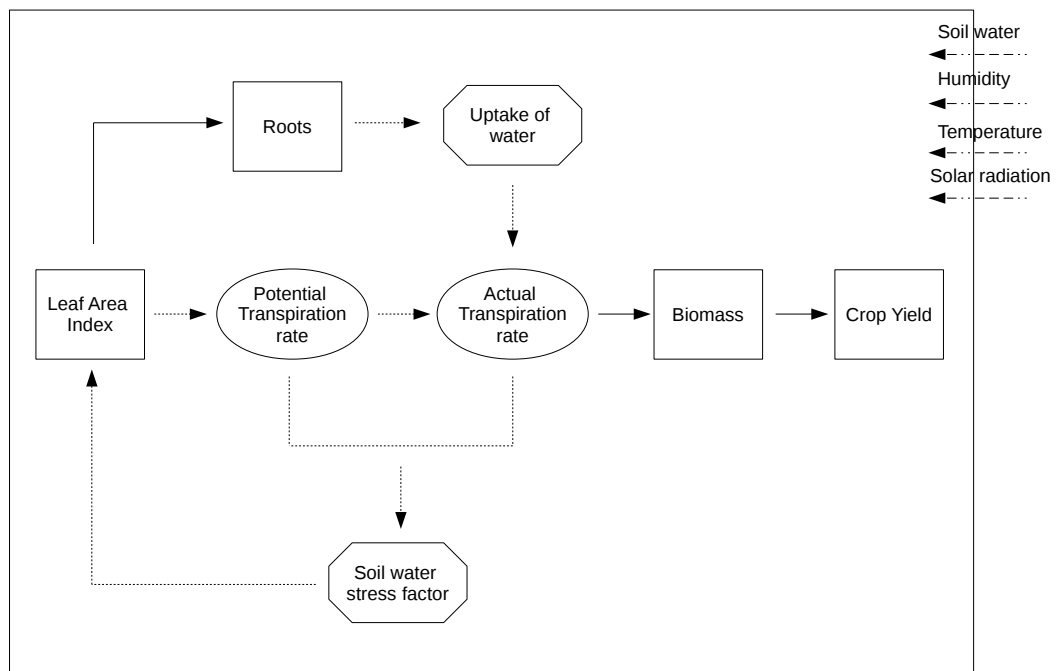 Soil water
Humidity
Temperature
Solar radiation
Roots
Uptake of
water
Leaf Area
Index
Potential
Transpiration
rate
Actual
Transpiration
rate
Biomass
Crop Yield
Soil water
stress factor